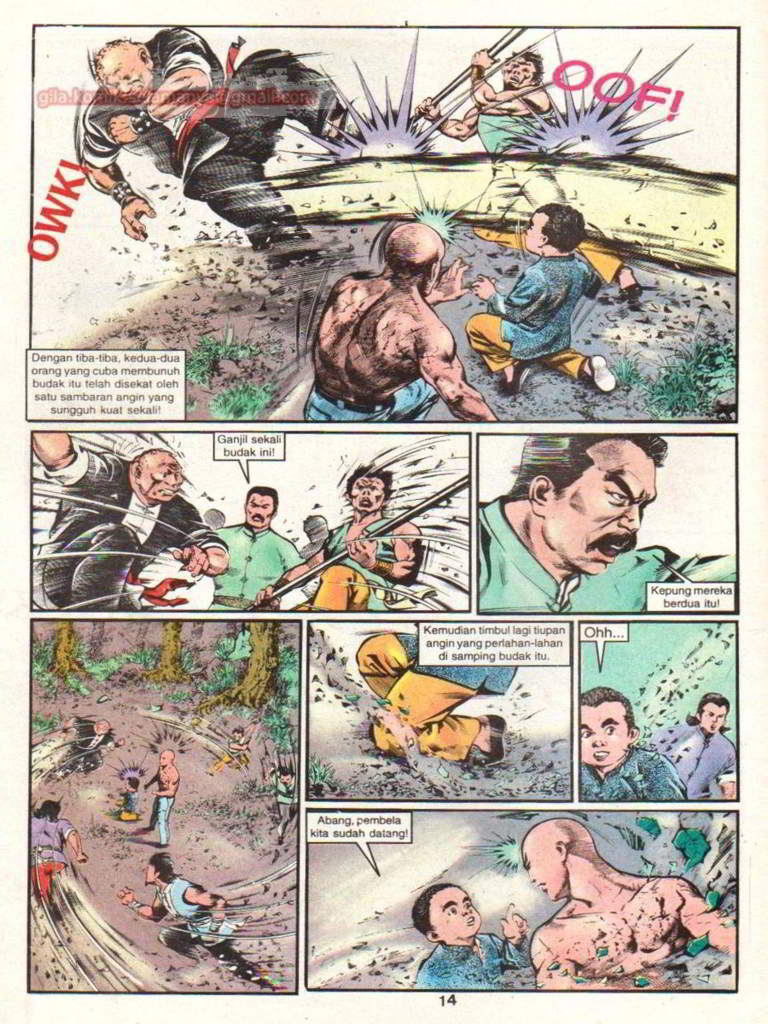 OWK!
OOF!
Dengan tiba-tiba, kedua-dua
orang yang cuba membunuh
budak itu telah disekat oleh
satu sambaran angin yang
sungguh kuat sekali!
Ganjil sekali
budak ini!
Kepung mereka
berdua itu!
Kemudian timbul lagi tiupan
angin yang perlahan-lahan
di samping budak itu.
Ohh...
Abang, pembela
kita sudah datang!
14